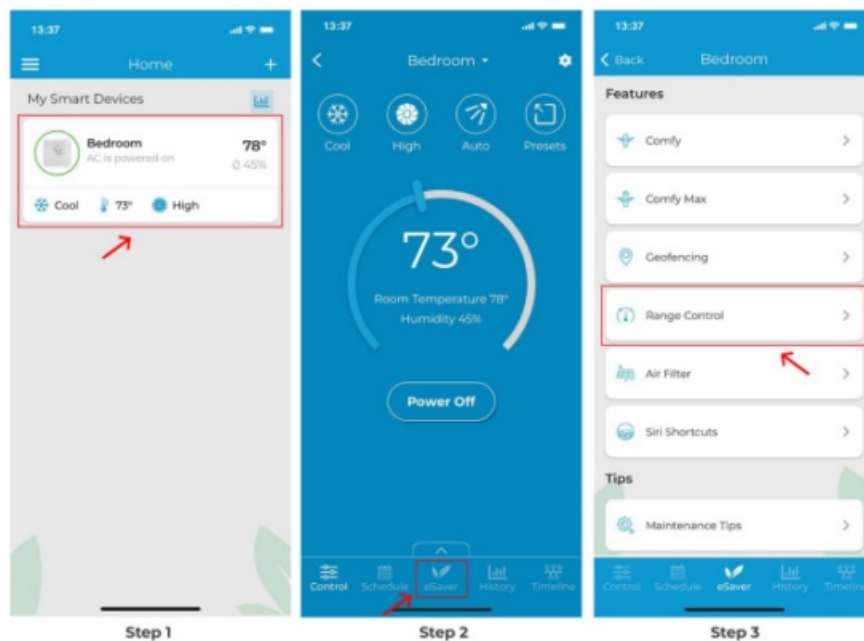 13:37
Home
+
My Smart Devices
Bedroom
AC is powered on
78°
45%
Cool
73°
High
Step 1
13:37
Bedroom
Cool
High
Auto
Presets
73°
Room Temperature 78°
Humidity 45%
Power Off
Control
Schedule
eSaver
History
Timeline
Step 2
13:37
Back
Bedroom
Features
Comfy
Comfy Max
Geofencing
Range Control
Air Filter
Siri Shortcuts
Tips
Maintenance Tips
Control
Schedule
eSaver
History
Timeline
Step 3